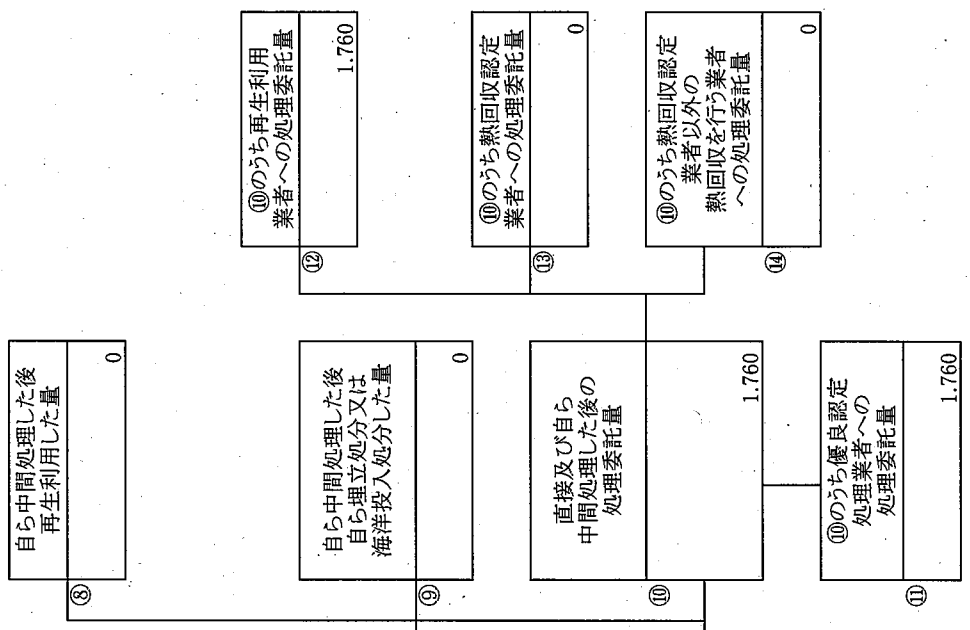 ⑧
自ら中間処理した後
再生利用した量
0
⑨
自ら中間処理した後
自ら埋立処分又は
海洋投入処分した量
0
⑩
直接及び自ら
中間処理した後の
処理委託量
1.760
⑪
⑩のうち優良認定
処理業者への
処理委託量
1.760
⑫
⑩のうち再生利用
業者への処理委託量
1.760
⑬
⑩のうち熱回収認定
業者への処理委託量
0
⑭
⑩のうち熱回収認定
業者以外の
熱回収を行う業者
への処理委託量
0